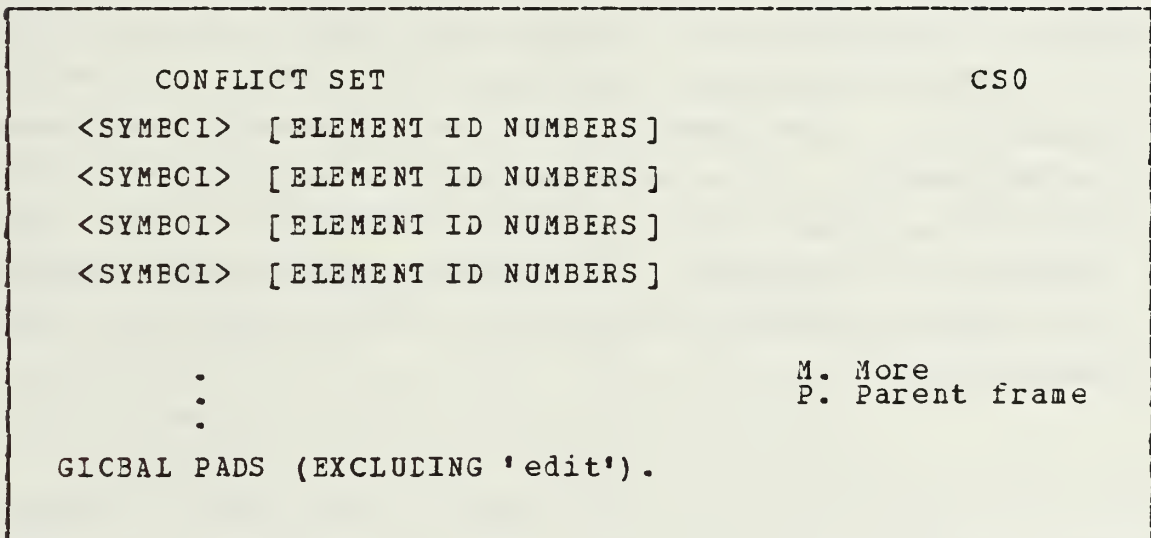 CONFLICT SET CS0
<SYMBOL> [ELEMENT ID NUMBERS]
<SYMBOL> [ELEMENT ID NUMBERS]
<SYMBOL> [ELEMENT ID NUMBERS]
<SYMBOL> [ELEMENT ID NUMBERS]
.
.
.
M. More
P. Parent frame
GLOBAL PADS (EXCLUDING 'edit').